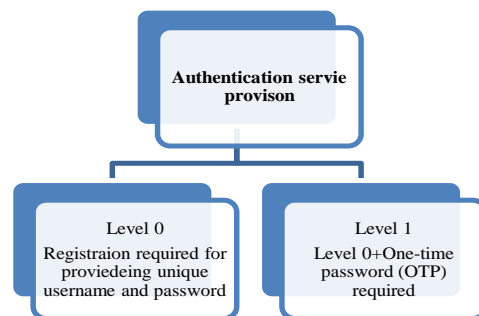 Authentication servie
provison
Level 0
Registraion required for
proviedeing unique
username and password
Level 1
Level 0+One-time
password (OTP)
required